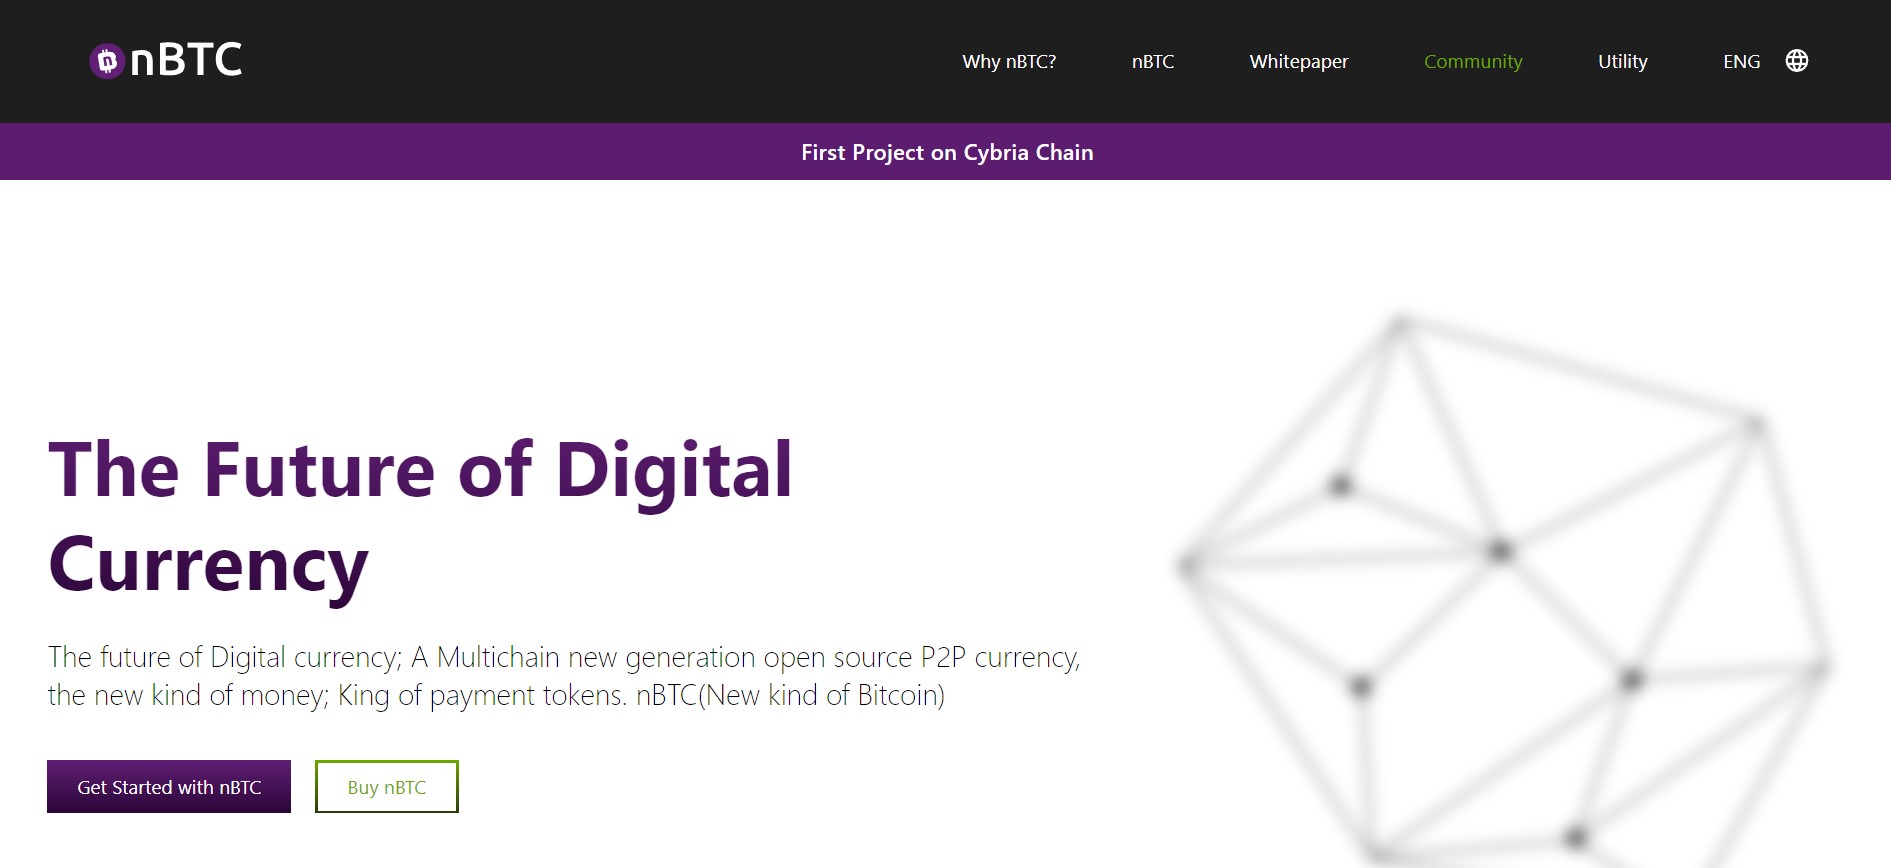 nBTC
Why nBTC?
nBTC
Whitepaper
Community
Utility
ENG
First Project on Cybria Chain
The Future of Digital
Currency
The future of Digital currency; A Multichain new generation open source P2P currency,
the new kind of money; King of payment tokens. nBTC(New kind of Bitcoin)
Get Started with nBTC
Buy nBTC